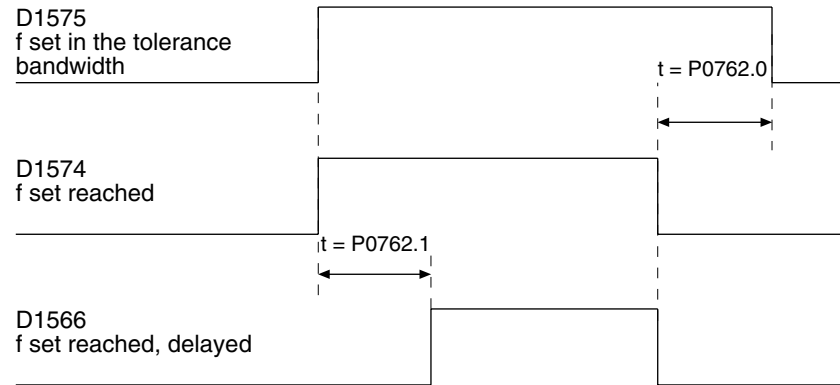 D1575
f set in the tolerance
bandwidth
t = P0762.0
D1574
f set reached
t = P0762.1
D1566
f set reached, delayed